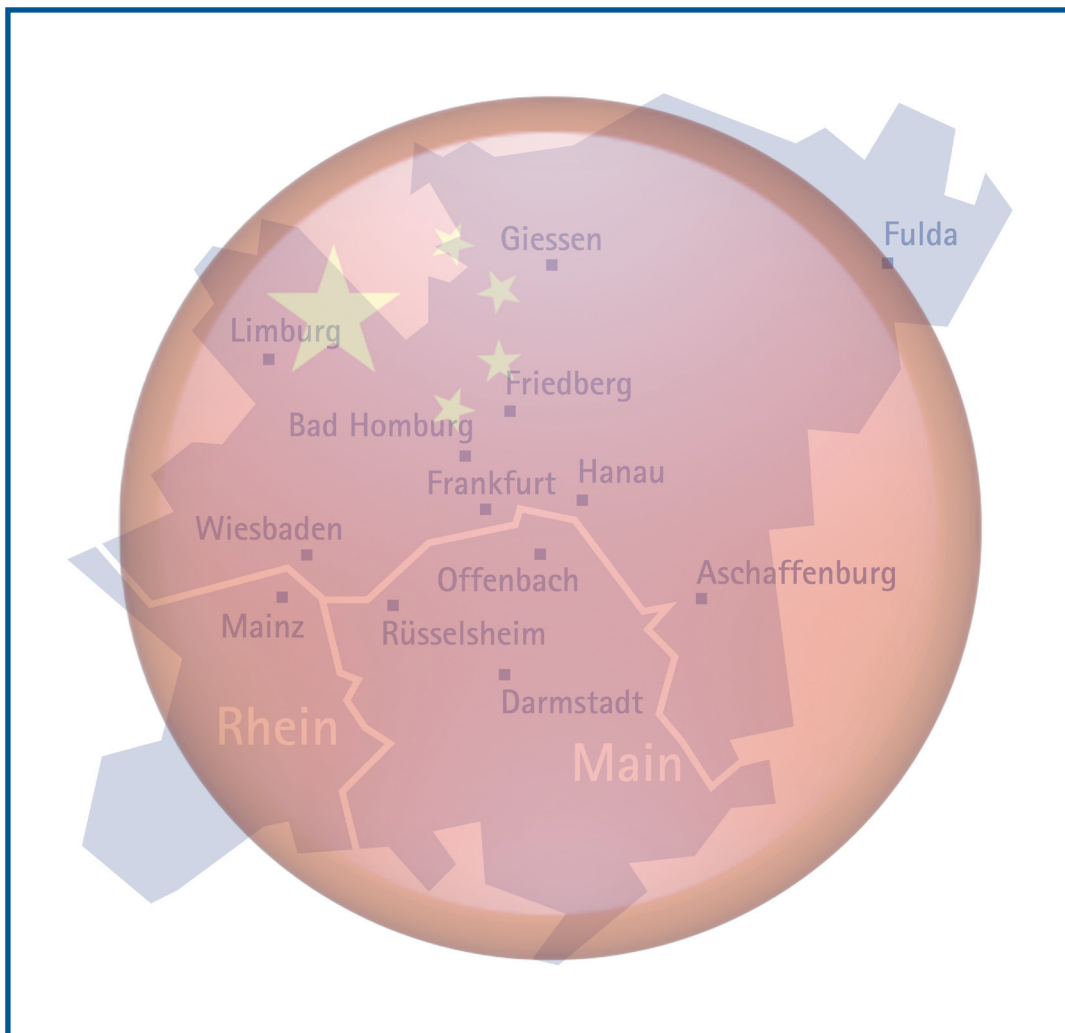 Fulda
Giessen
Limburg
Friedberg
Bad Homburg
Frankfurt
Hanau
Wiesbaden
Offenbach
Aschaffenburg
Mainz
Rüsselsheim
Darmstadt
Rhein
Main